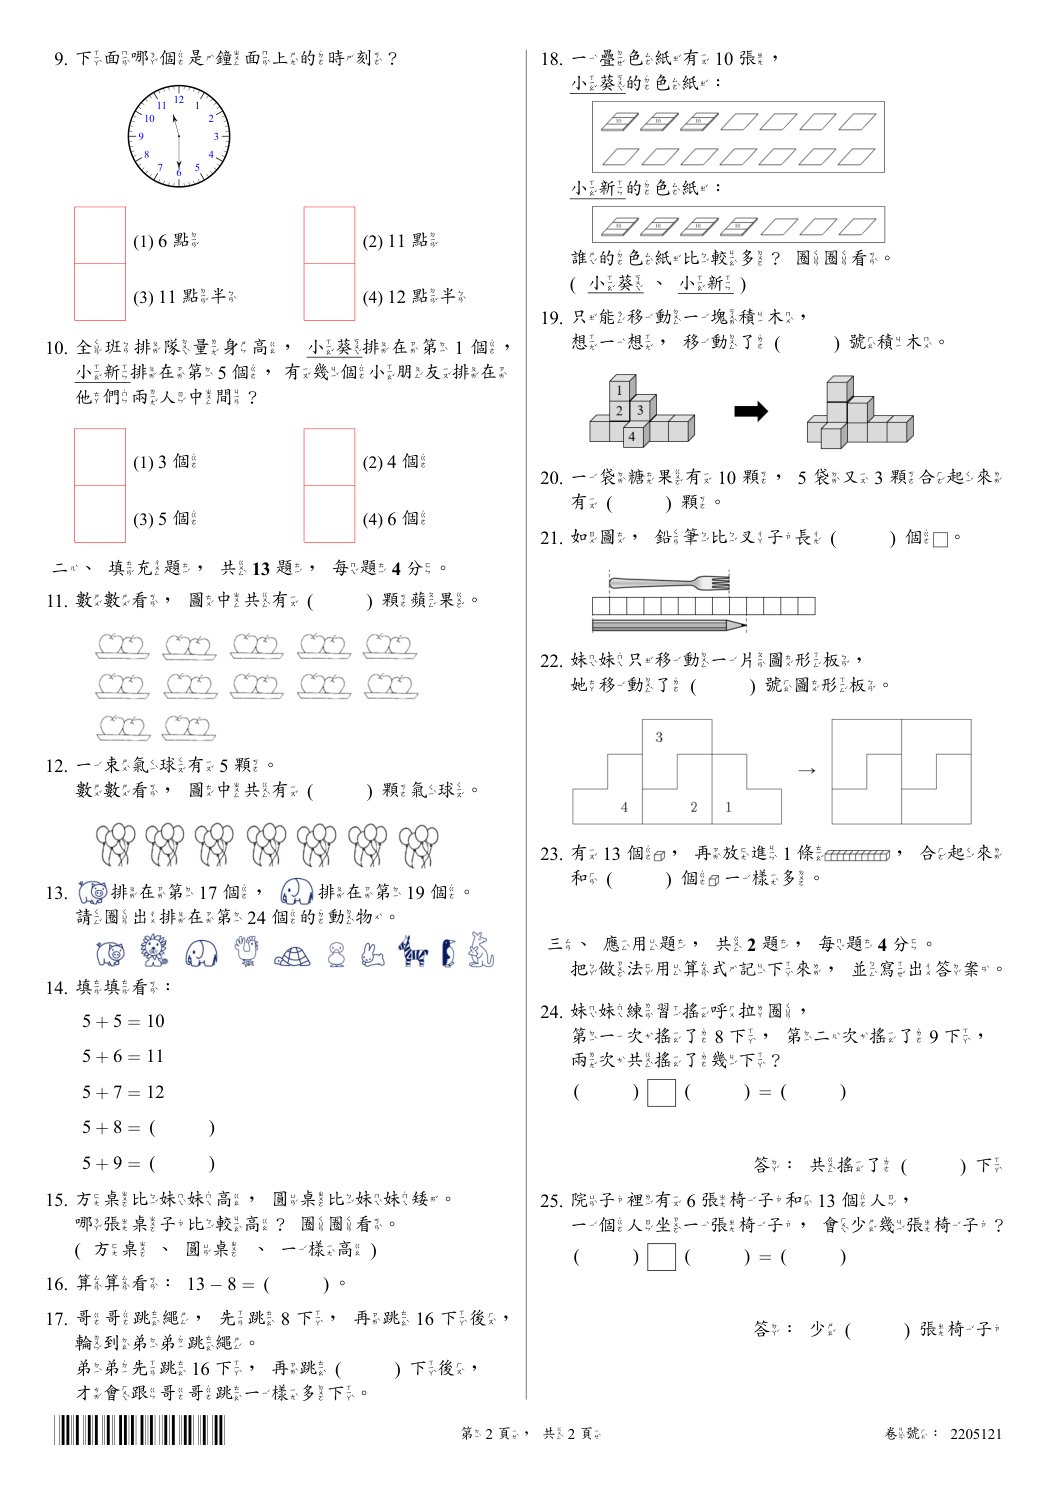 9. 下面哪個是鐘面上的時刻？
12
11 1
10 2
9 3
8 4
7 5
6
(1) 6 點 (2) 11 點
(3) 11 點半 (4) 12 點半
10. 全班排隊量身高， 小葵排在第 1 個，
小新排在第 5 個， 有幾個小朋友排在
他們兩人中間？
(1) 3 個 (2) 4 個
(3) 5 個 (4) 6 個
二、 填充題， 共 13 題， 每題 4 分。
11. 數數看， 圖中共有 ( ) 顆蘋果。
12. 一束氣球有 5 顆。
數數看， 圖中共有 ( ) 顆氣球。
13. 排在第 17 個， 排在第 19 個。
請圈出排在第 24 個的動物。
14. 填填看：
5 + 5 = 10
5 + 6 = 11
5 + 7 = 12
5 + 8 = ( )
5 + 9 = ( )
15. 方桌比妹妹高， 圓桌比妹妹矮。
哪張桌子比較高？ 圈圈看。
( 方桌 、 圓桌 、 一樣高 )
16. 算算看： 13 − 8 = ( )。
17. 哥哥跳繩， 先跳 8 下， 再跳 16 下後，
輪到弟弟跳繩。
弟弟先跳 16 下， 再跳 ( ) 下後，
才會跟哥哥跳一樣多下。
18. 一疊色紙有 10 張，
小葵的色紙：
10 10 10
小新的色紙：
10 10 10 10
誰的色紙比較多？ 圈圈看。
( 小葵 、 小新 )
19. 只能移動一塊積木，
想一想， 移動了 ( ) 號積木。
1
2 3
4
20. 一袋糖果有 10 顆， 5 袋又 3 顆合起來
有 ( ) 顆。
21. 如圖， 鉛筆比叉子長 ( ) 個□。
22. 妹妹只移動一片圖形板，
她移動了 ( ) 號圖形板。
3
4 2 1
→
23. 有 13 個， 再放進 1 條， 合起來
和 ( ) 個一樣多。
三、 應用題， 共 2 題， 每題 4 分。
把做法用算式記下來， 並寫出答案。
24. 妹妹練習搖呼拉圈，
第一次搖了 8 下， 第二次搖了 9 下，
兩次共搖了幾下？
( ) □ ( ) = ( )
答： 共搖了 ( ) 下
25. 院子裡有 6 張椅子和 13 個人，
一個人坐一張椅子， 會少幾張椅子？
( ) □ ( ) = ( )
答： 少 ( ) 張椅子
第 2 頁， 共 2 頁
卷號： 2205121